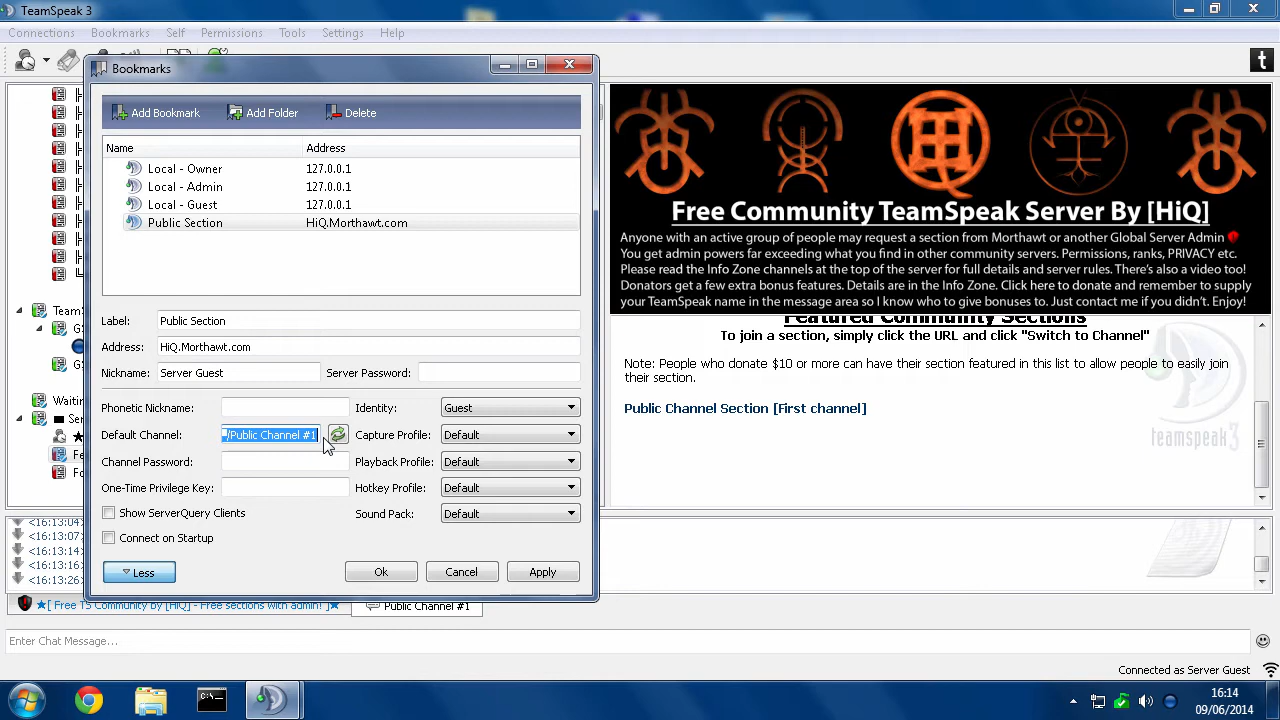 TeamSpeak 3
Connections Bookmarks Self Permissions Tools Settings Help
t
Bookmarks
Add Bookmark Add Folder Delete
Name Address
Local - Owner 127.0.0.1
Local - Admin 127.0.0.1
Local - Guest 127.0.0.1
Public Section HiQ.Morthawt.com
Label: Public Section
Address: HiQ.Morthawt.com
Nickname: Server Guest Server Password:
Phonetic Nickname: Identity: Guest
Default Channel: /Public Channel #1 Capture Profile: Default
Channel Password: Playback Profile: Default
One-Time Privilege Key: Hotkey Profile: Default
Show ServerQuery Clients Sound Pack: Default
Connect on Startup
Less Ok Cancel Apply
Free Community TeamSpeak Server By [HiQ]
Anyone with an active group of people may request a section from Morthawt or another Global Server Admin
You get admin powers far exceeding what you find in other community servers. Permissions, ranks, PRIVACY etc.
Please read the Info Zone channels at the top of the server for full details and server rules. There's also a video too!
Donators get a few extra bonus features. Details are in the Info Zone. Click here to donate and remember to supply
your TeamSpeak name in the message area so I know who to give bonuses to. Just contact me if you didn't. Enjoy!
Featured Community Sections
To join a section, simply click the URL and click "Switch to Channel"
Note: People who donate $10 or more can have their section featured in this list to allow people to easily join
their section.
Public Channel Section [First channel]
teamspeak3
<16:13:04>
<16:13:07>
<16:13:14>
<16:13:16>
<16:13:26>
★[ Free TS Community by [HiQ] - Free sections with admin! ]★ Public Channel #1
Enter Chat Message...
Connected as Server Guest
16:14
09/06/2014